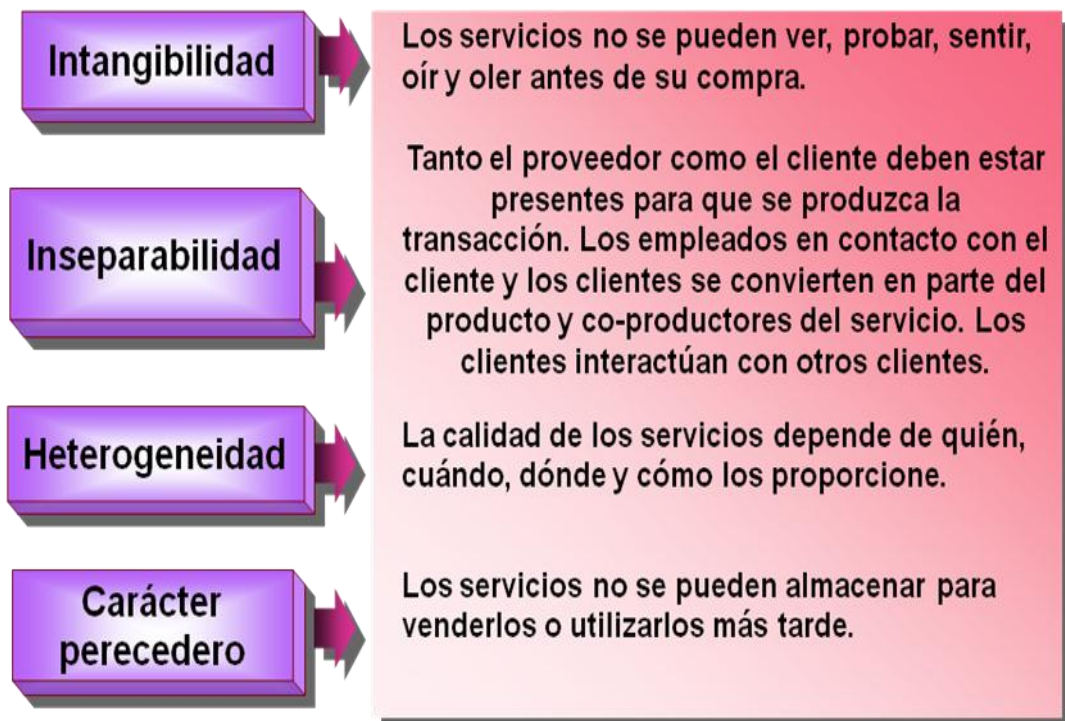 Intangibilidad
Los servicios no se pueden ver, probar, sentir,
oír y oler antes de su compra.
Inseparabilidad
Tanto el proveedor como el cliente deben estar
presentes para que se produzca la
transacción. Los empleados en contacto con el
cliente y los clientes se convierten en parte del
producto y co-productores del servicio. Los
clientes interactúan con otros clientes.
Heterogeneidad
La calidad de los servicios depende de quién,
cuándo, dónde y cómo los proporcione.
Carácter
perecedero
Los servicios no se pueden almacenar para
venderlos o utilizarlos más tarde.